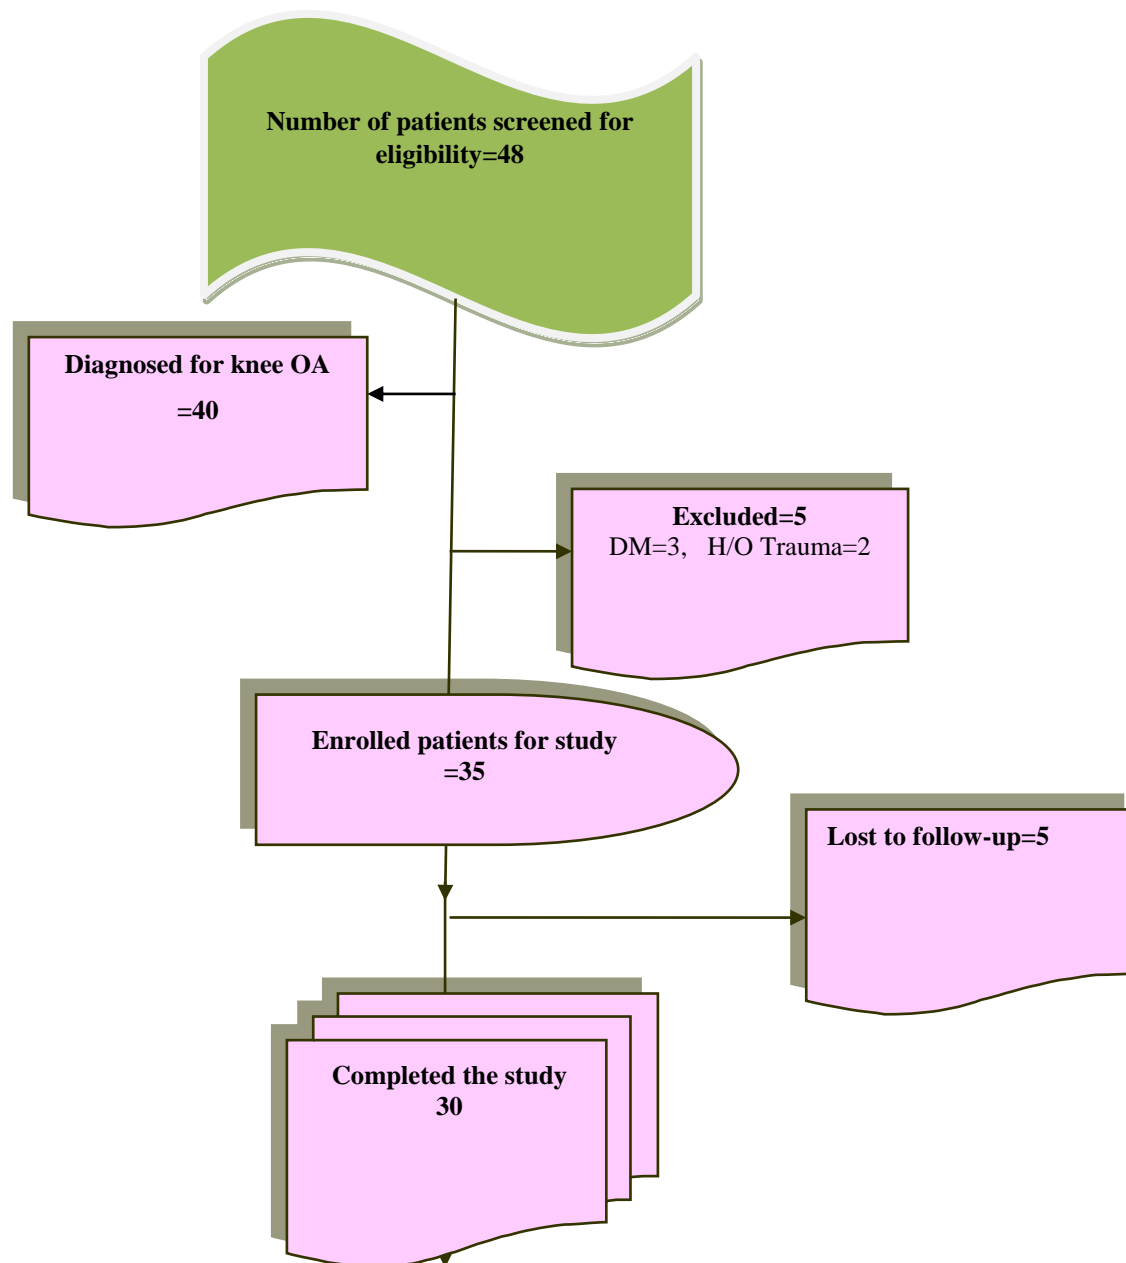 Number of patients screened for
eligibility=48
Diagnosed for knee OA
=40
Excluded=5
DM=3,   H/O Trauma=2
Enrolled patients for study
=35
Lost to follow-up=5
Completed the study
30